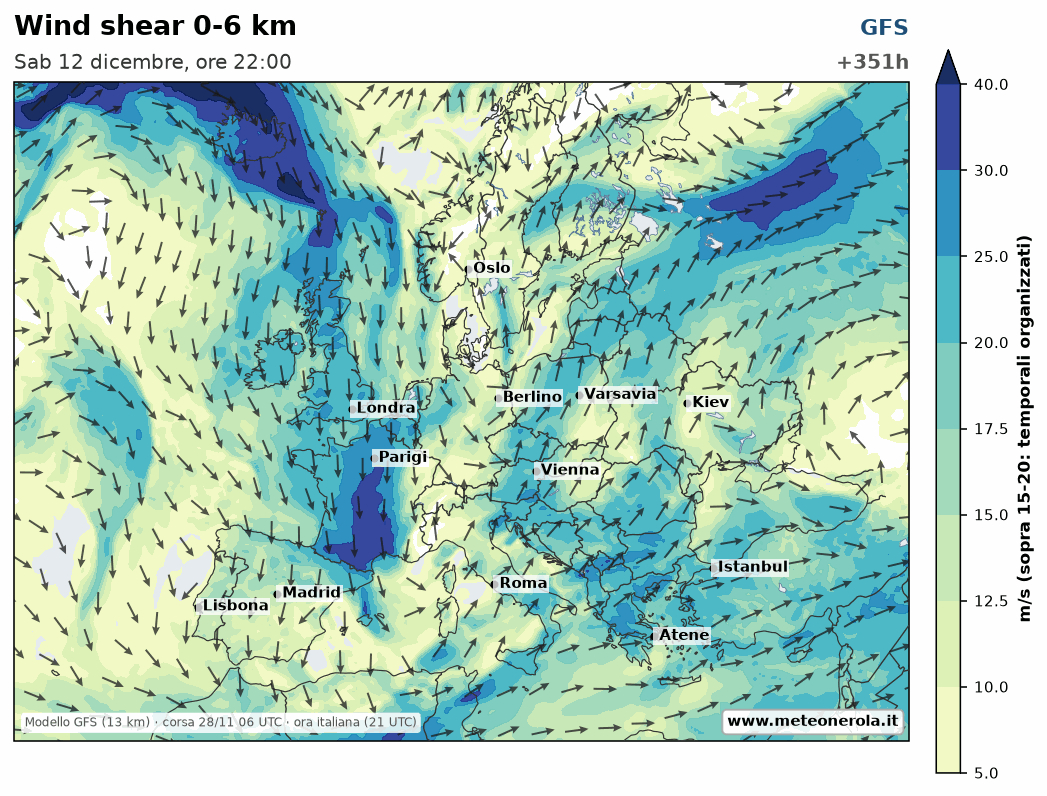 Wind shear 0-6 km
GFS
Sab 12 dicembre, ore 22:00
+351h
40.0
30.0
25.0
20.0
17.5
15.0
12.5
10.0
5.0
m/s (sopra 15-20: temporali organizzati)
Oslo
Berlino
Varsavia
Kiev
Londra
Parigi
Vienna
Istanbul
Roma
Madrid
Lisbona
Atene
Modello GFS (13 km) · corsa 28/11 06 UTC · ora italiana (21 UTC)
www.meteonerola.it